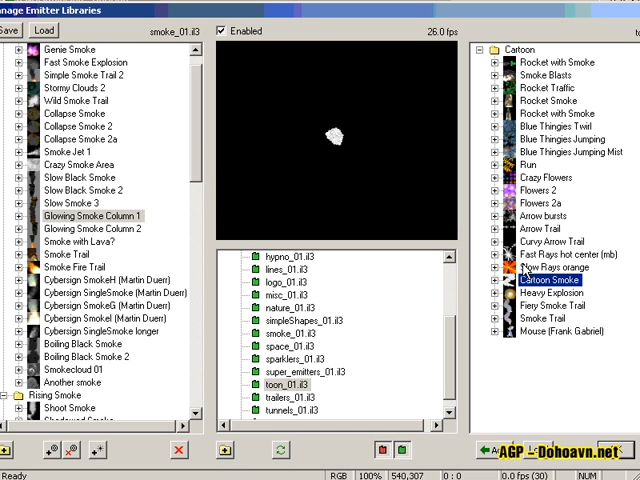 nage Emitter Libraries
Save
Load
smoke_01.il3
Enabled
26.0 fps
Genie Smoke
Fast Smoke Explosion
Simple Smoke Trail 2
Stormy Clouds 2
Wild Smoke Trail
Collapse Smoke
Collapse Smoke 2
Collapse Smoke 2a
Smoke Jet 1
Crazy Smoke Area
Slow Black Smoke
Slow Black Smoke 2
Slow Smoke 3
Glowing Smoke Column 1
Glowing Smoke Column 2
Smoke with Lava?
Smoke Trail
Smoke Fire Trail
Cybersign SmokeH (Martin Duerr)
Cybersign SingleSmoke (Martin Duerr)
Cybersign SmokeG (Martin Duerr)
Cybersign SmokeI (Martin Duerr)
Cybersign SingleSmoke longer
Boiling Black Smoke
Boiling Black Smoke 2
Smokecloud 01
Another smoke
Rising Smoke
Shoot Smoke
hypno_01.il3
lines_01.il3
logo_01.il3
misc_01.il3
nature_01.il3
simpleShapes_01.il3
smoke_01.il3
space_01.il3
sparklers_01.il3
super_emitters_01.il3
toon_01.il3
trailers_01.il3
tunnels_01.il3
Cartoon
Rocket with Smoke
Smoke Blasts
Rocket Traffic
Rocket Smoke
Rocket with Smoke
Blue Thingies Twirl
Blue Thingies Jumping
Blue Thingies Jumping Mist
Run
Crazy Flowers
Flowers 2
Flowers 2a
Arrow bursts
Arrow Trail
Curvy Arrow Trail
Fast Rays hot center (mb)
Slow Rays orange
Cartoon Smoke
Heavy Explosion
Fiery Smoke Trail
Smoke Trail
Mouse (Frank Gabriel)
AGP - Dohoavn.net
Ready
RGB
100%
540,307
0 : 0
0.0 fps (30)
NUM